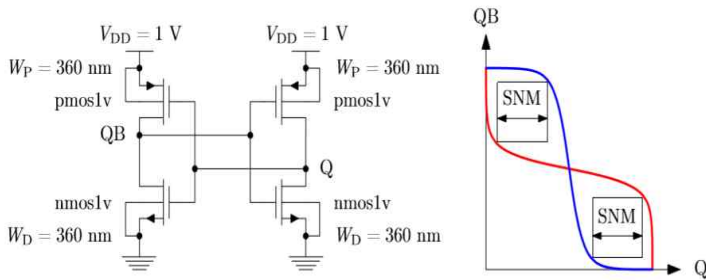 V_DD = 1 V
V_DD = 1 V
W_P = 360 nm
W_P = 360 nm
pmos1v
pmos1v
QB
Q
nmos1v
nmos1v
W_D = 360 nm
W_D = 360 nm
QB
SNM
SNM
Q